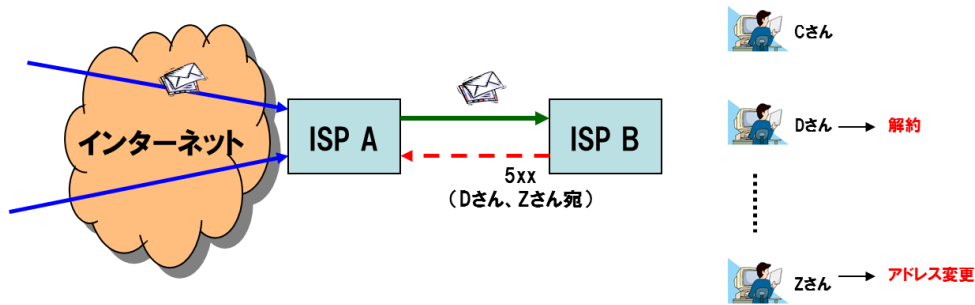 Cさん
Dさん
解約
インターネット
ISP A
ISP B
5xx
(Dさん、Zさん宛)
Zさん
アドレス変更